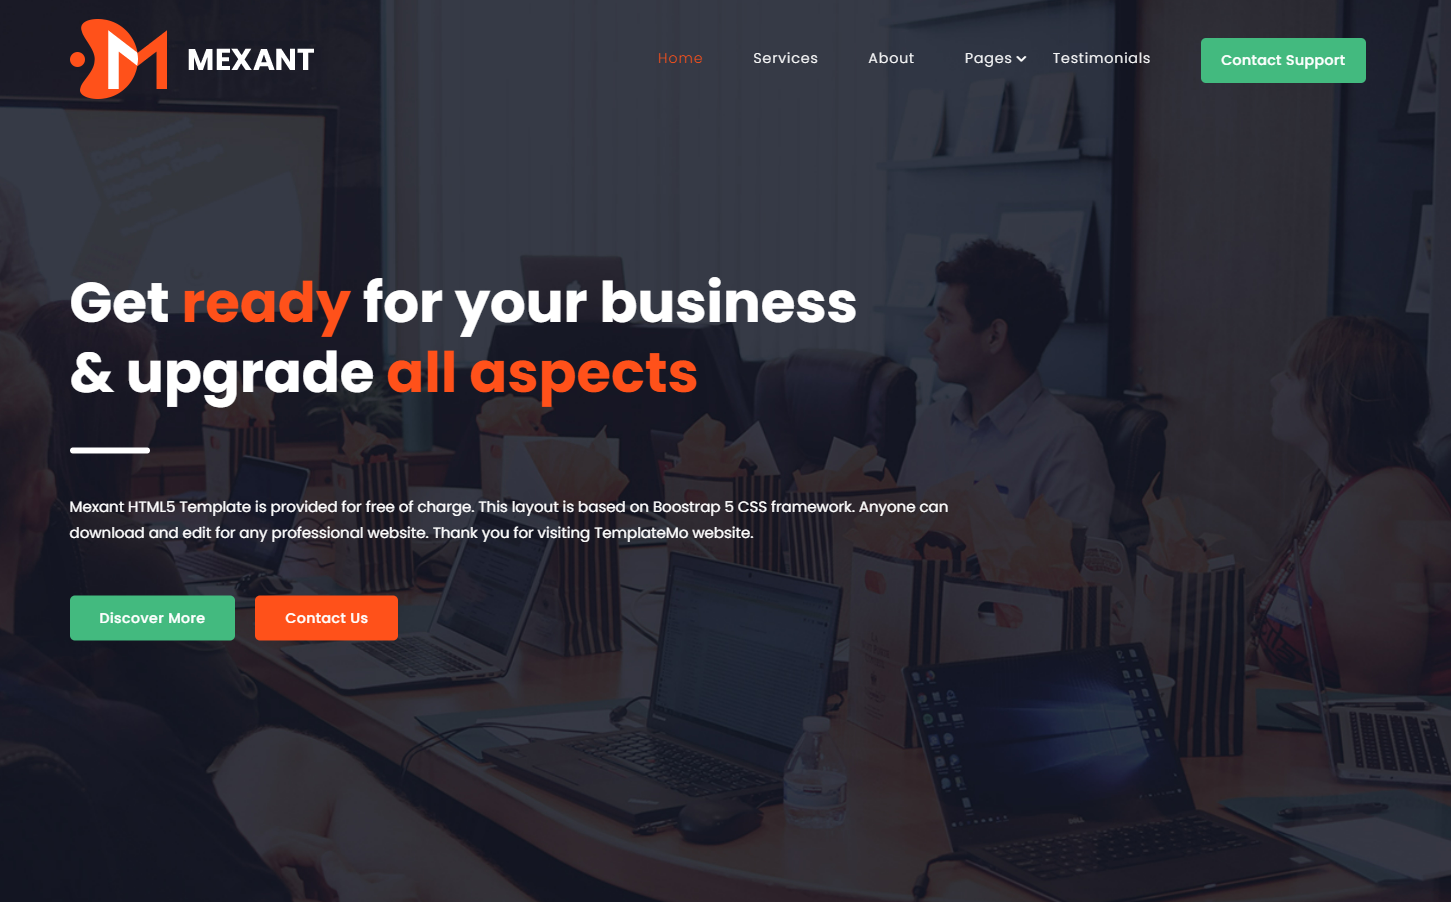 MEXANT
Home Services About Pages Testimonials Contact Support
Get ready for your business
& upgrade all aspects
Mexant HTML5 Template is provided for free of charge. This layout is based on Boostrap 5 CSS framework. Anyone can
download and edit for any professional website. Thank you for visiting TemplateMo website.
Discover More Contact Us
DELL